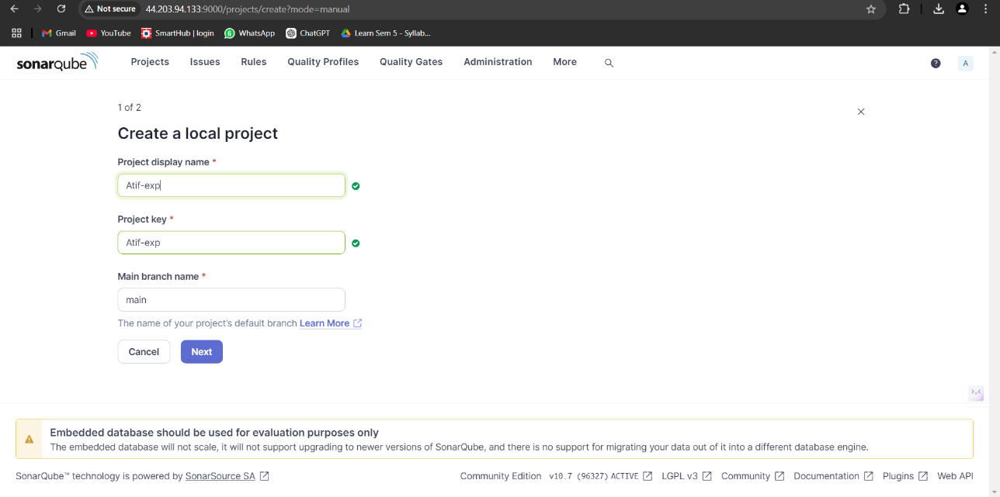 Not secure 44.203.94.133:9000/projects/create?mode=manual
Gmail YouTube SmartHub | login 6 WhatsApp ChatGPT Learn Sem 5 - Syllab...
sonarqube Projects Issues Rules Quality Profiles Quality Gates Administration More ? A
1 of 2
Create a local project
Project display name *
Atif-exp
Project key *
Atif-exp
Main branch name *
main
The name of your project's default branch Learn More
Cancel Next
Embedded database should be used for evaluation purposes only
The embedded database will not scale, it will not support upgrading to newer versions of SonarQube, and there is no support for migrating your data out of it into a different database engine.
SonarQube™ technology is powered by SonarSource SA Community Edition v10.7 (96327) ACTIVE LGPL v3 Community Documentation Plugins Web API